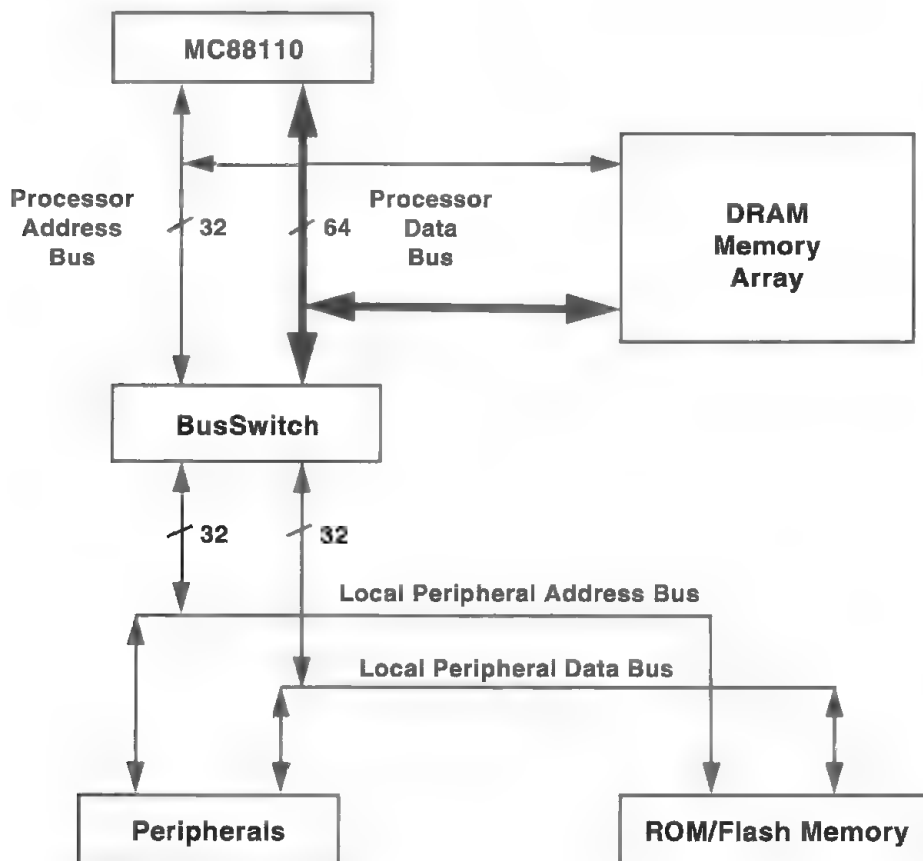 MC88110
Processor
Address
Bus
32
64
Processor
Data
Bus
DRAM
Memory
Array
BusSwitch
32
32
Local Peripheral Address Bus
Local Peripheral Data Bus
Peripherals
ROM/Flash Memory